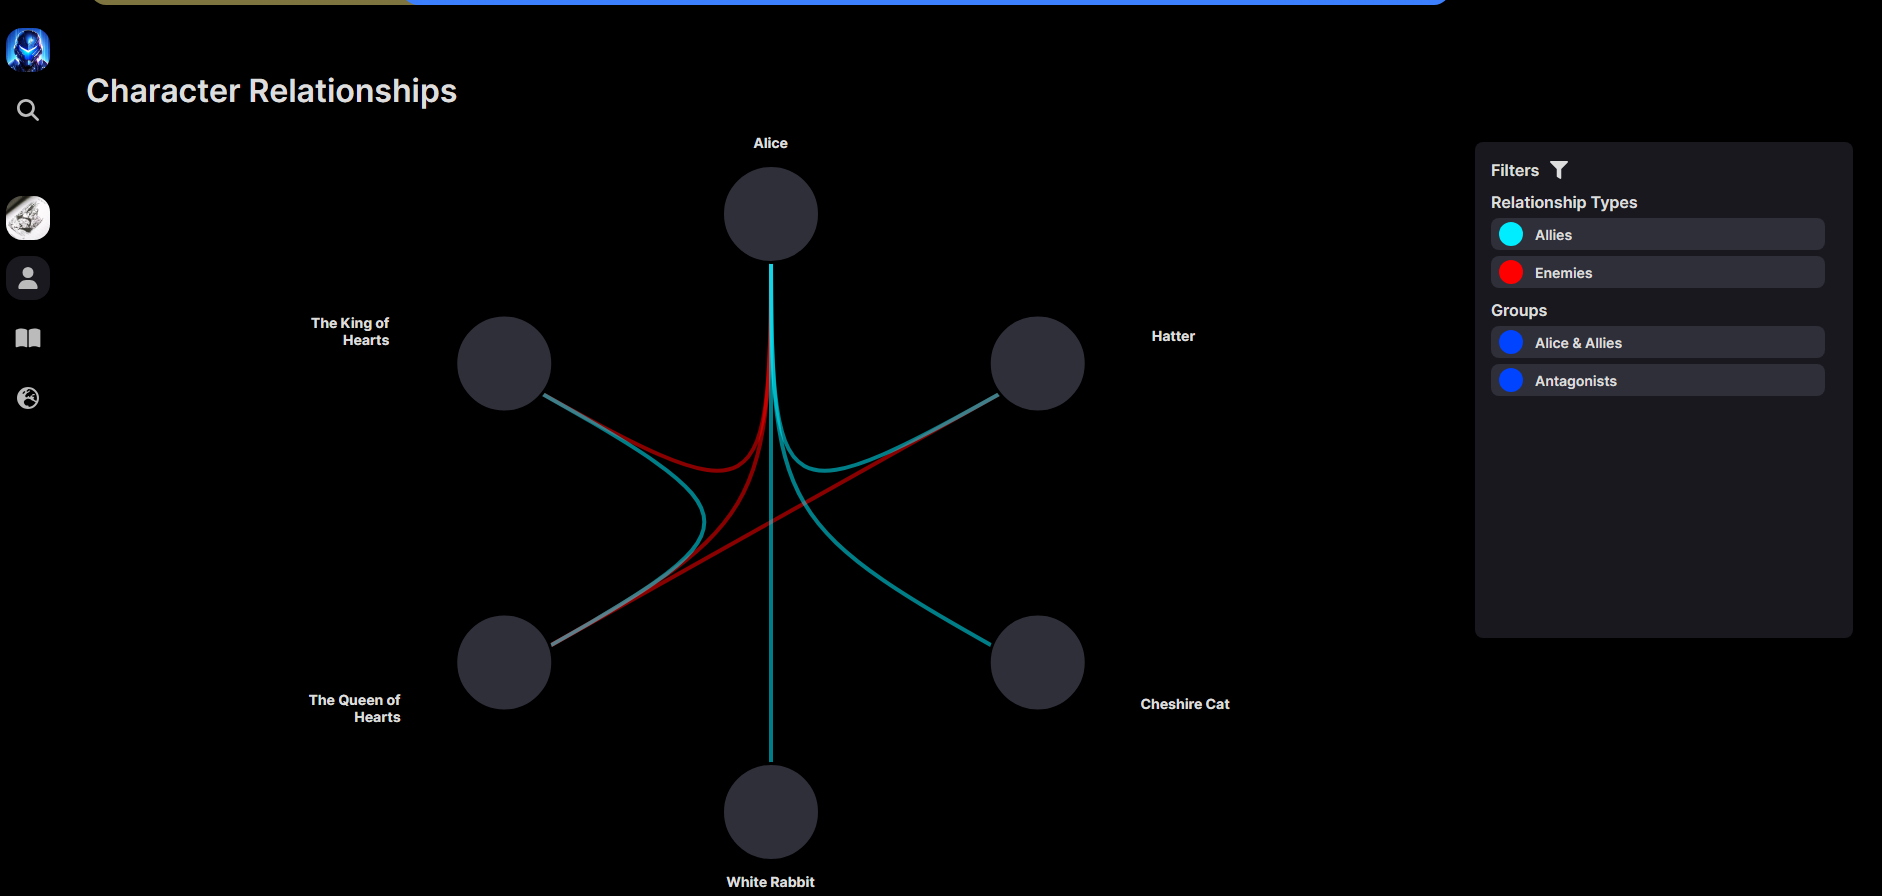 Character Relationships
Alice
The King of
Hearts
Hatter
The Queen of
Hearts
Cheshire Cat
White Rabbit
Filters
Relationship Types
Allies
Enemies
Groups
Alice & Allies
Antagonists